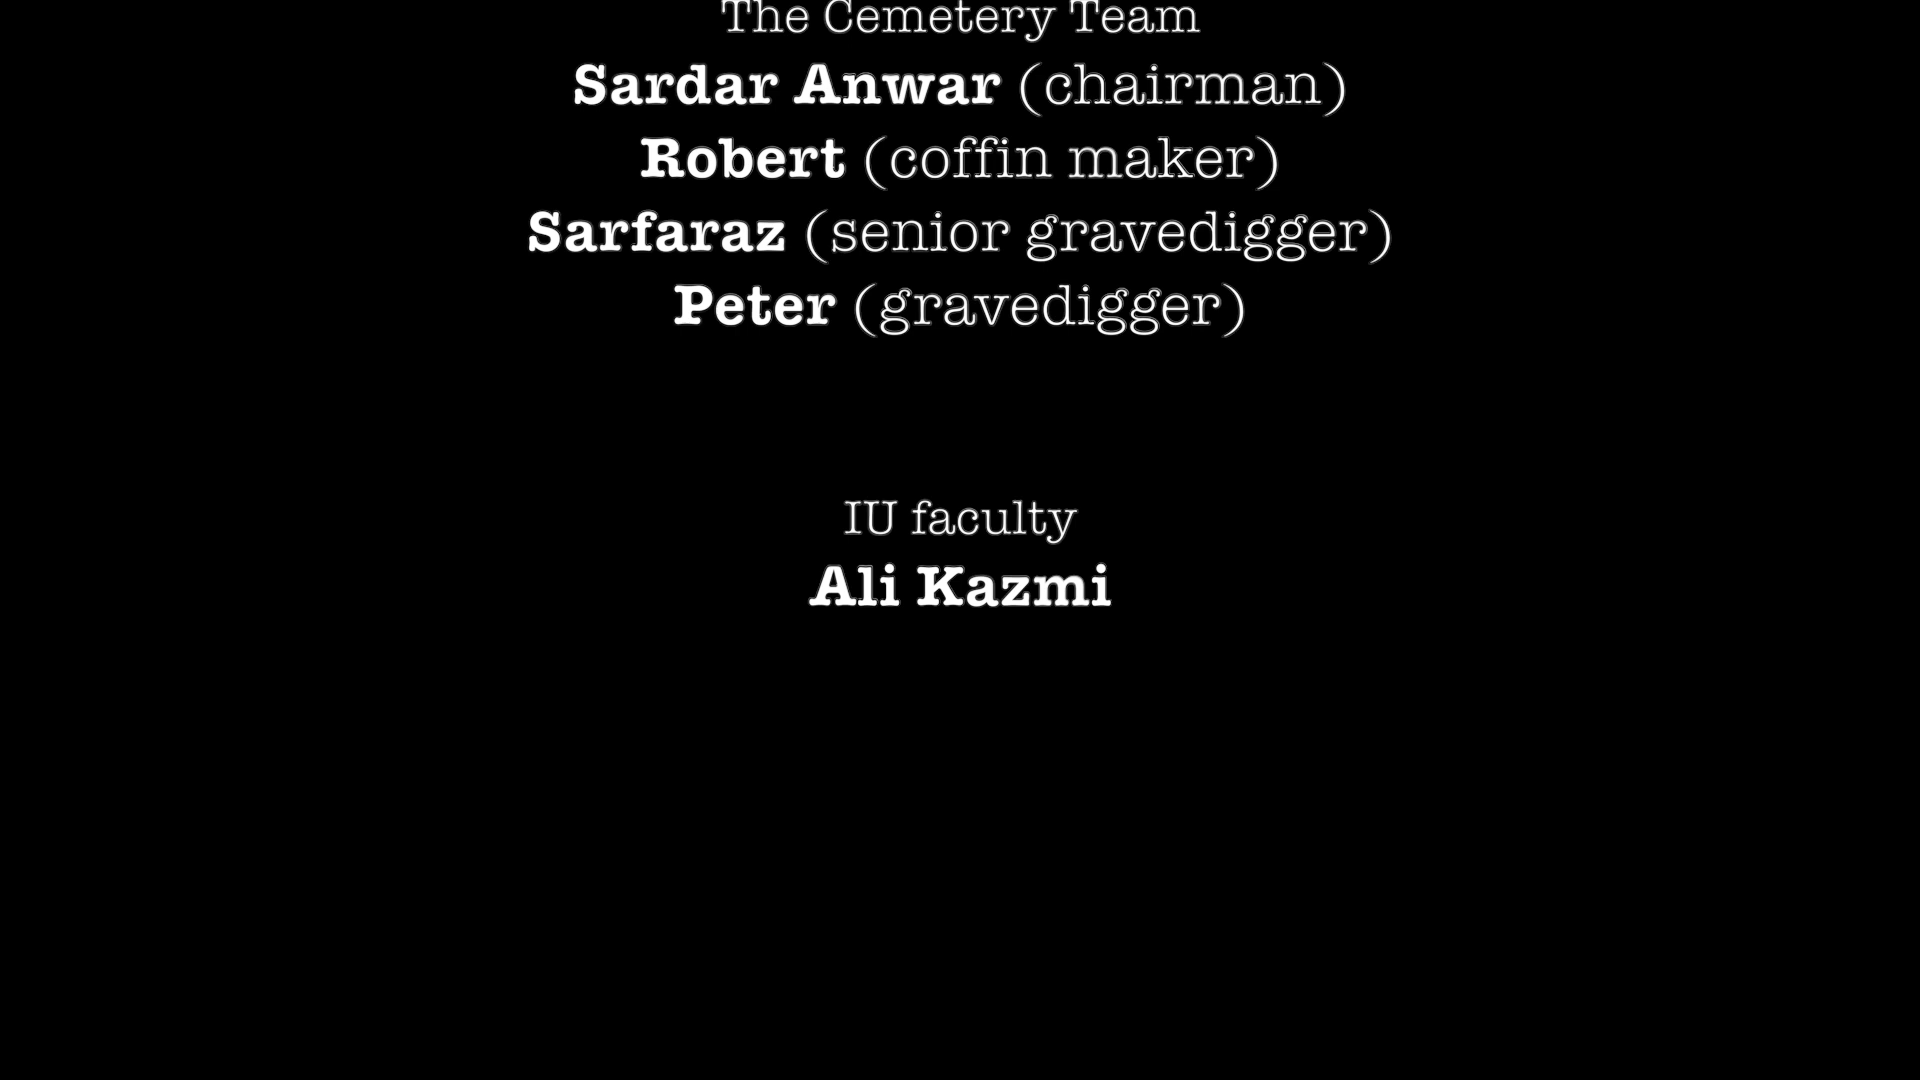 The Cemetery Team
Sardar Anwar (chairman)
Robert (coffin maker)
Sarfaraz (senior gravedigger)
Peter (gravedigger)
IU faculty
Ali Kazmi